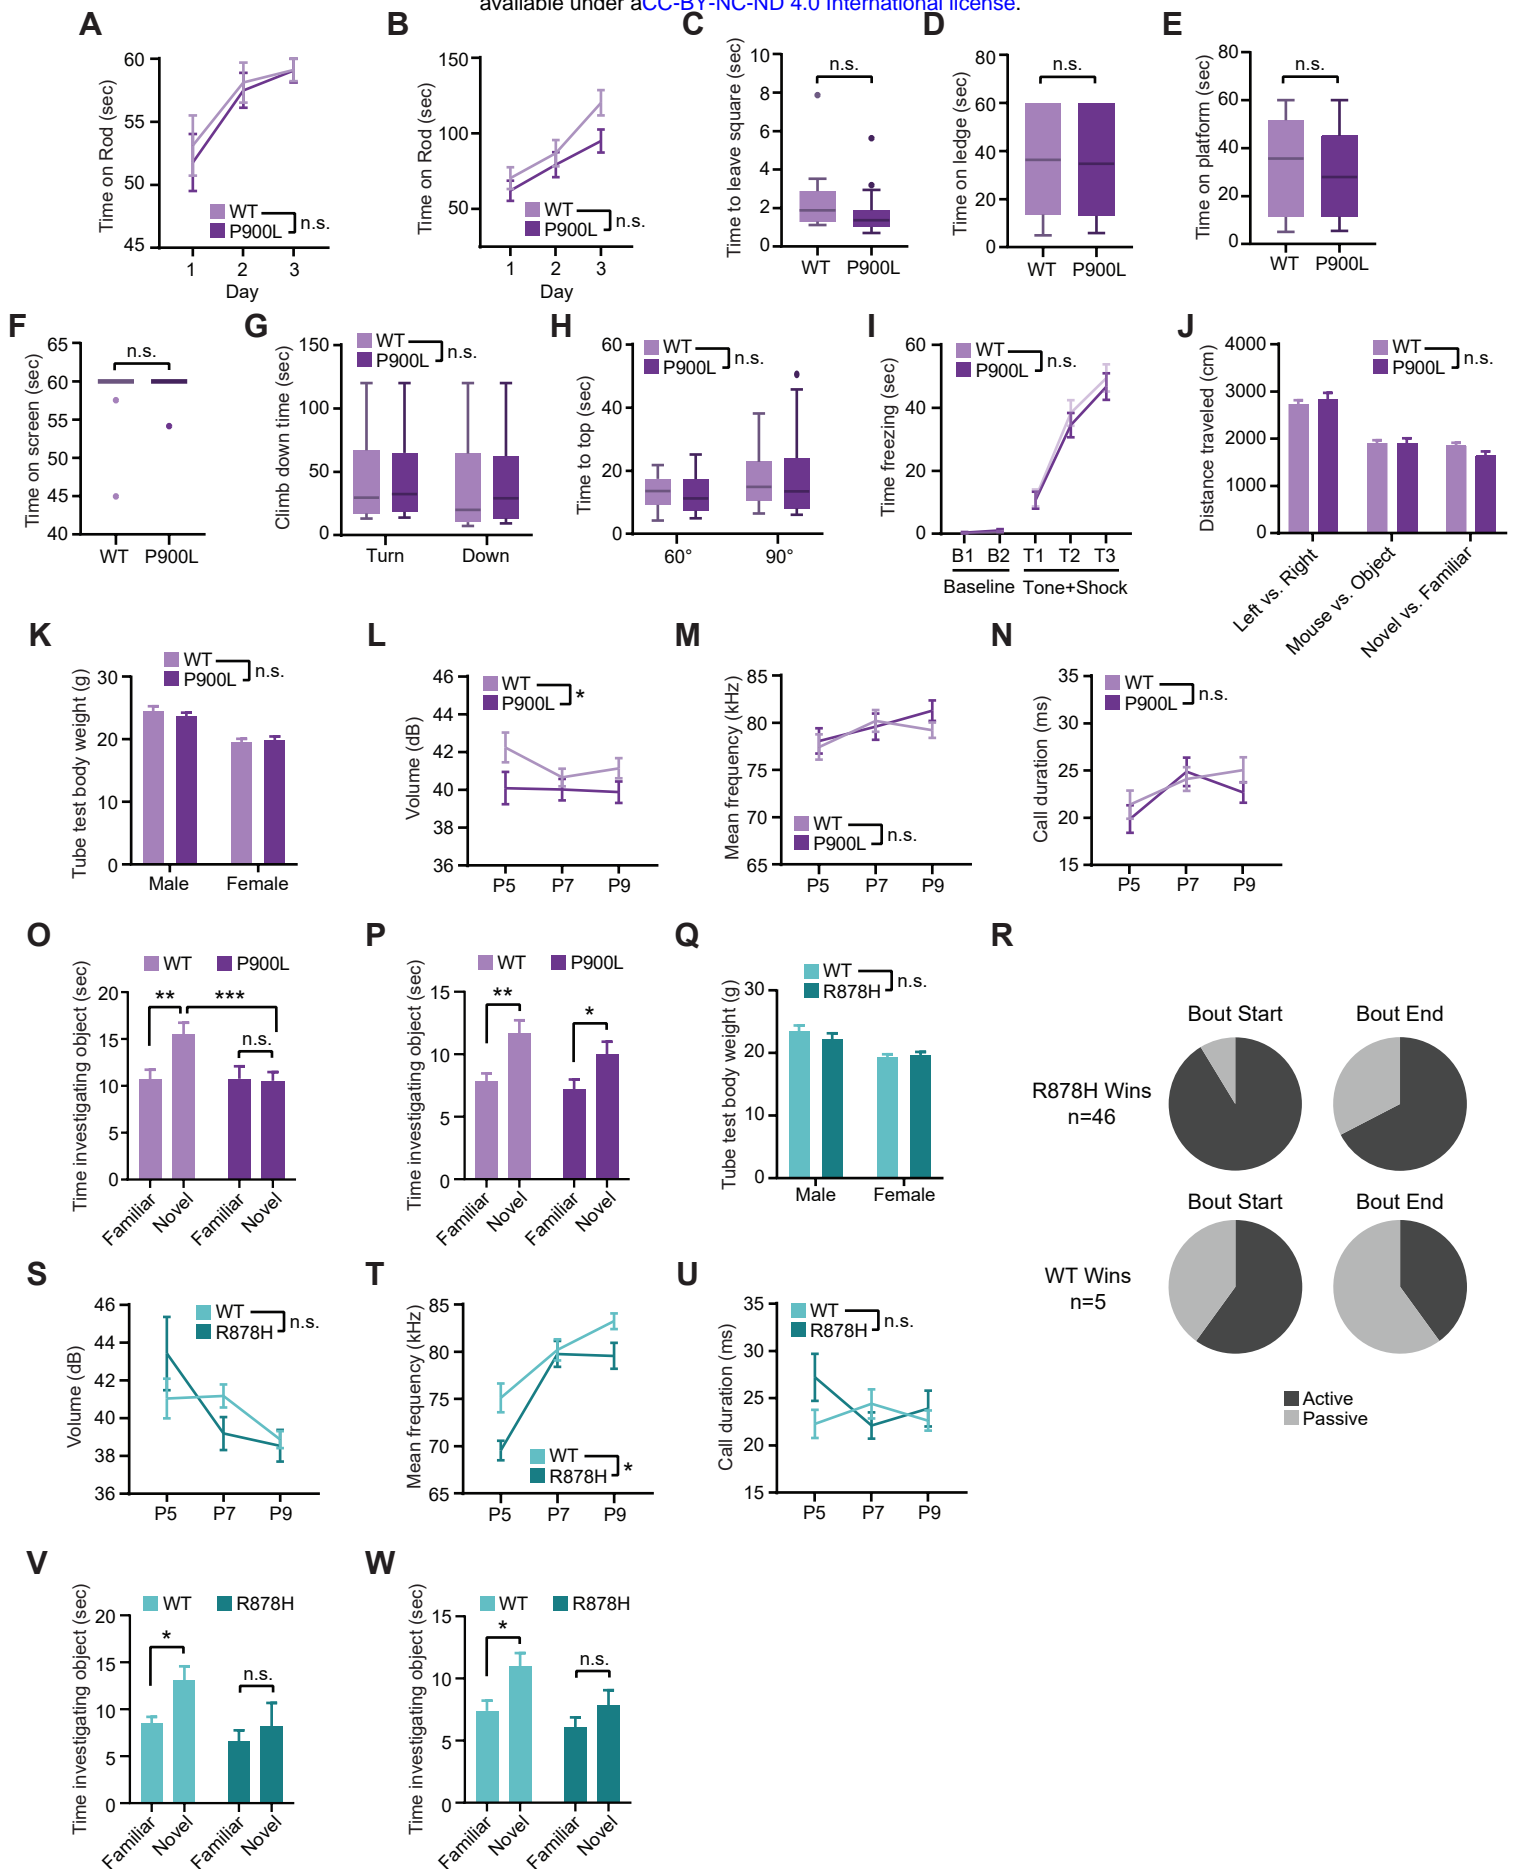 available under aCC-BY-NC-ND 4.0 International license.
A
Time on Rod (sec)
60
55
50
45
WT
P900L
n.s.
1 2 3
Day
B
Time on Rod (sec)
150
100
50
WT
P900L
n.s.
1 2 3
Day
C
Time to leave square (sec)
10
8
6
4
2
0
n.s.
WT P900L
D
Time on ledge (sec)
80
60
40
20
0
n.s.
WT P900L
E
Time on platform (sec)
80
60
40
20
0
n.s.
WT P900L
F
Time on screen (sec)
65
60
55
50
45
40
n.s.
WT P900L
G
Climb down time (sec)
150
100
50
0
WT
P900L
n.s.
Turn Down
H
Time to top (sec)
60
40
20
0
WT
P900L
n.s.
60° 90°
I
Time freezing (sec)
60
40
20
0
WT
P900L
n.s.
B1 B2 T1 T2 T3
Baseline Tone+Shock
J
Distance traveled (cm)
4000
3000
2000
1000
0
WT
P900L
n.s.
Left vs. Right
Mouse vs. Object
Novel vs. Familiar
K
Tube test body weight (g)
30
20
10
0
WT
P900L
n.s.
Male Female
L
Volume (dB)
46
44
42
40
38
36
WT
P900L
*
P5 P7 P9
M
Mean frequency (kHz)
85
80
75
70
65
WT
P900L
n.s.
P5 P7 P9
N
Call duration (ms)
35
30
25
20
15
WT
P900L
n.s.
P5 P7 P9
O
Time investigating object (sec)
20
15
10
5
0
WT P900L
** ***
n.s.
Familiar Novel Familiar Novel
P
Time investigating object (sec)
15
10
5
0
WT P900L
** *
Familiar Novel Familiar Novel
Q
Tube test body weight (g)
30
20
10
0
WT
R878H
n.s.
Male Female
R
Bout Start Bout End
R878H Wins
n=46
Bout Start Bout End
WT Wins
n=5
Active
Passive
S
Volume (dB)
46
44
42
40
38
36
WT
R878H
n.s.
P5 P7 P9
T
Mean frequency (kHz)
85
80
75
70
65
WT
R878H
*
P5 P7 P9
U
Call duration (ms)
35
30
25
20
15
WT
R878H
n.s.
P5 P7 P9
V
Time investigating object (sec)
20
15
10
5
0
WT R878H
*
n.s.
Familiar Novel Familiar Novel
W
Time investigating object (sec)
15
10
5
0
WT R878H
*
n.s.
Familiar Novel Familiar Novel